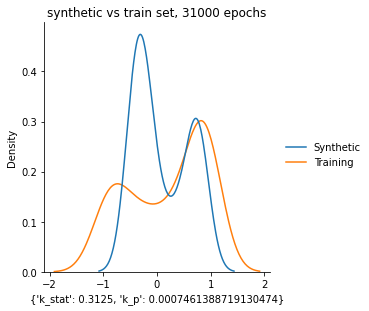 synthetic vs train set, 31000 epochs
Density
0.4
0.3
0.2
0.1
0.0
−2 −1 0 1 2
{'k_stat': 0.3125, 'k_p': 0.0007461388719130474}
Synthetic
Training